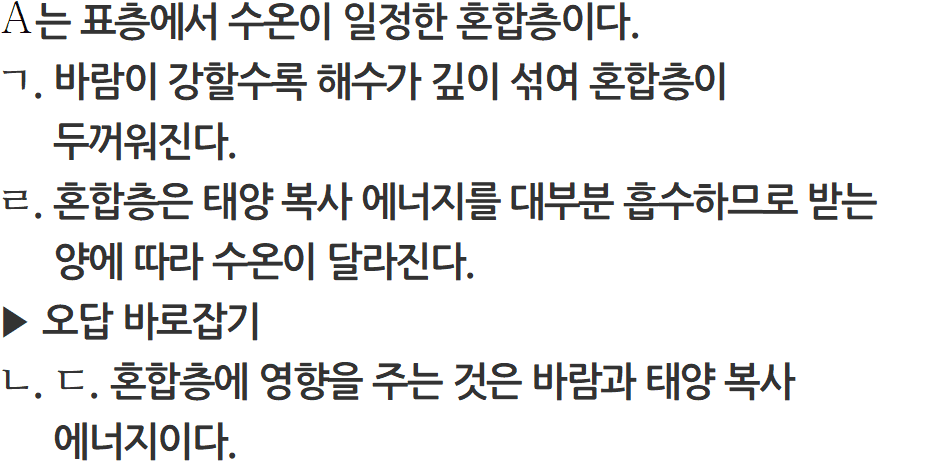 A는 표층에서 수온이 일정한 혼합층이다.
ㄱ. 바람이 강할수록 해수가 깊이 섞여 혼합층이
두꺼워진다.
ㄹ. 혼합층은 태양 복사 에너지를 대부분 흡수하므로 받는
양에 따라 수온이 달라진다.
▶ 오답 바로잡기
ㄴ. ㄷ. 혼합층에 영향을 주는 것은 바람과 태양 복사
에너지이다.